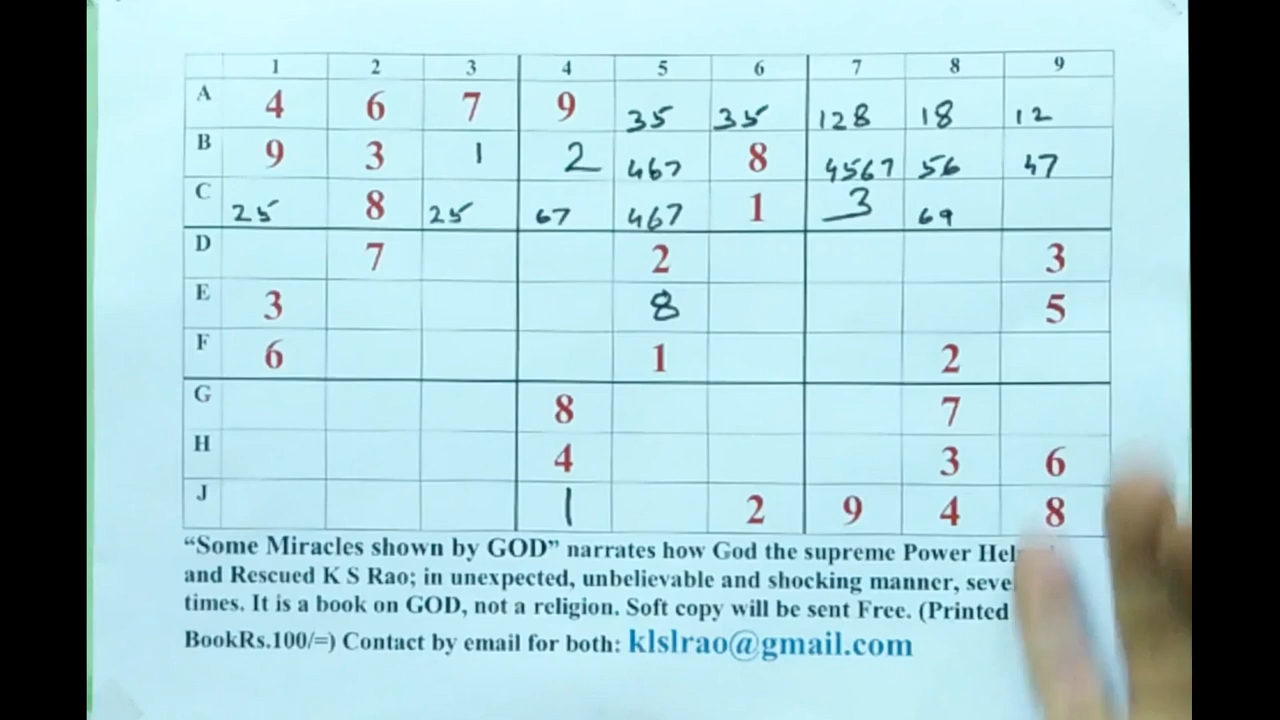 1 2 3 4 5 6 7 8 9
A 4 6 7 9 35 35 128 18 12
B 9 3 1 2 467 8 4567 56 47
C 25 8 25 67 467 1 3 69
D 7 2 3
E 3 8 5
F 6 1 2
G 8 7
H 4 3 6
J 1 2 9 4 8
“Some Miracles shown by GOD” narrates how God the supreme Power
and Rescued K S Rao; in unexpected, unbelievable and shocking manner,
times. It is a book on GOD, not a religion. Soft copy will be sent Free. (Printed
BookRs.100/=) Contact by email for both: klslrao@gmail.com